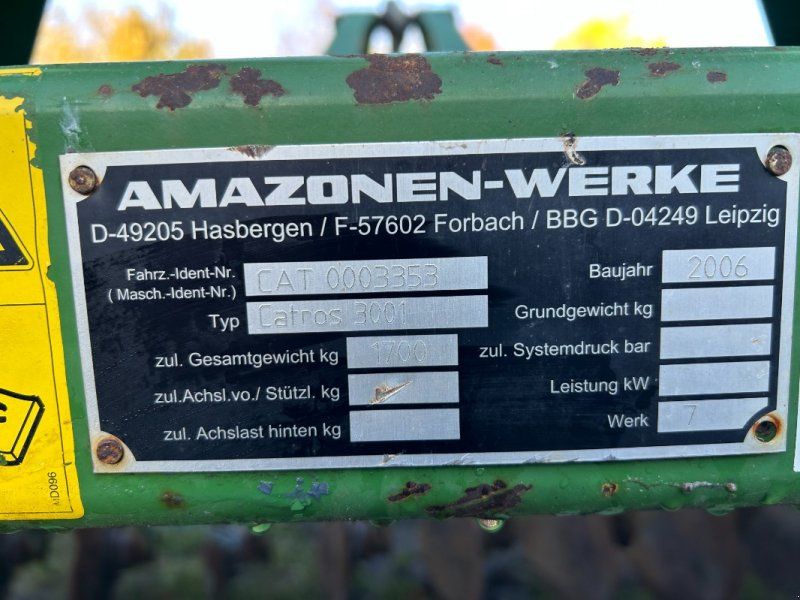 AMAZONEN-WERKE
D-49205 Hasbergen / F-57602 Forbach / BBG D-04249 Leipzig
Fahrz.-Ident-Nr.
( Masch.-Ident-Nr.) CAT 0003353
Typ Catros 3001
zul. Gesamtgewicht kg 1700
zul.Achsl.vo./ Stützl. kg
zul. Achslast hinten kg
Baujahr 2006
Grundgewicht kg
zul. Systemdruck bar
Leistung kW
Werk 7
MD096